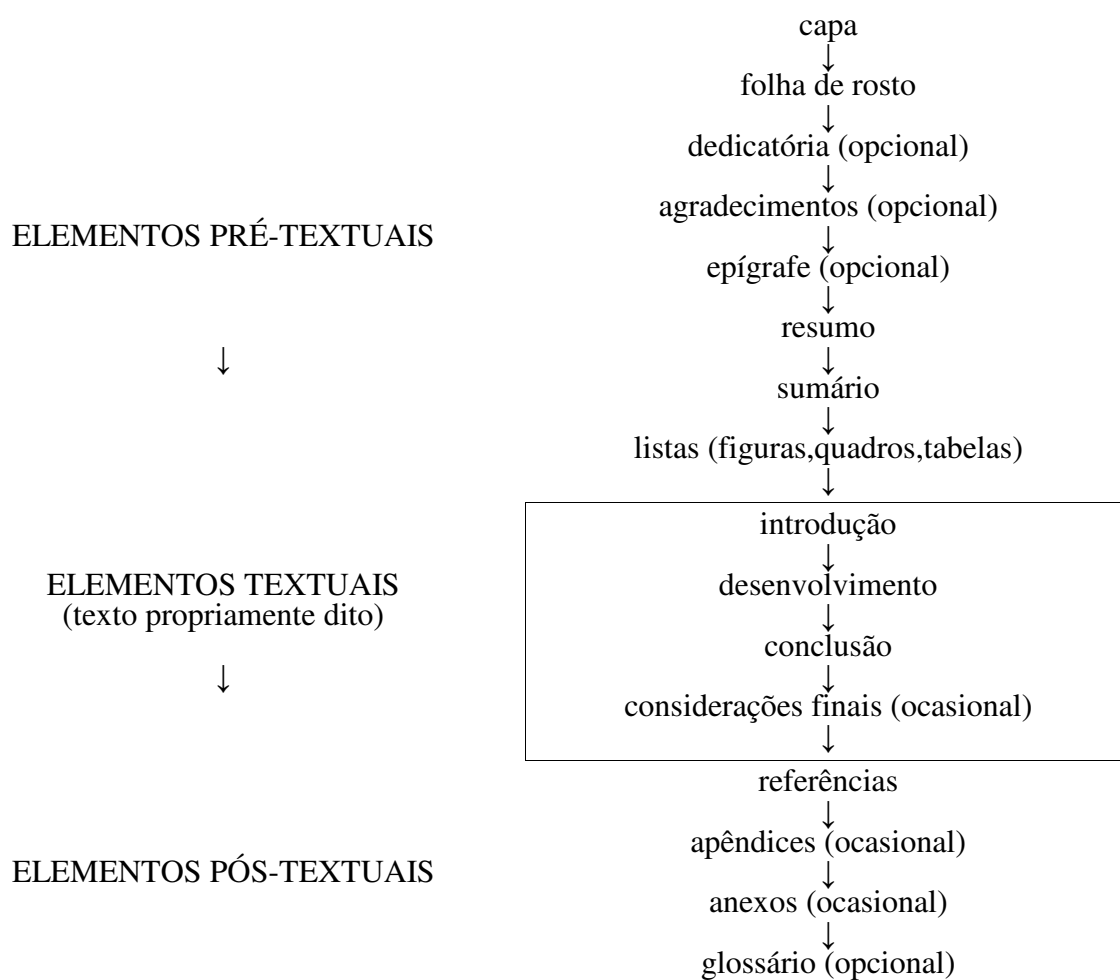 capa
↓
folha de rosto
↓
dedicatória (opcional)
↓
agradecimentos (opcional)
ELEMENTOS PRÉ-TEXTUAIS
↓
epígrafe (opcional)
↓
resumo
↓
↓
sumário
↓
listas (figuras,quadros,tabelas)
↓
introdução
↓
ELEMENTOS TEXTUAIS
desenvolvimento
(texto propriamente dito)
↓
conclusão
↓
↓
considerações finais (ocasional)
↓
referências
↓
apêndices (ocasional)
ELEMENTOS PÓS-TEXTUAIS
↓
anexos (ocasional)
↓
glossário (opcional)